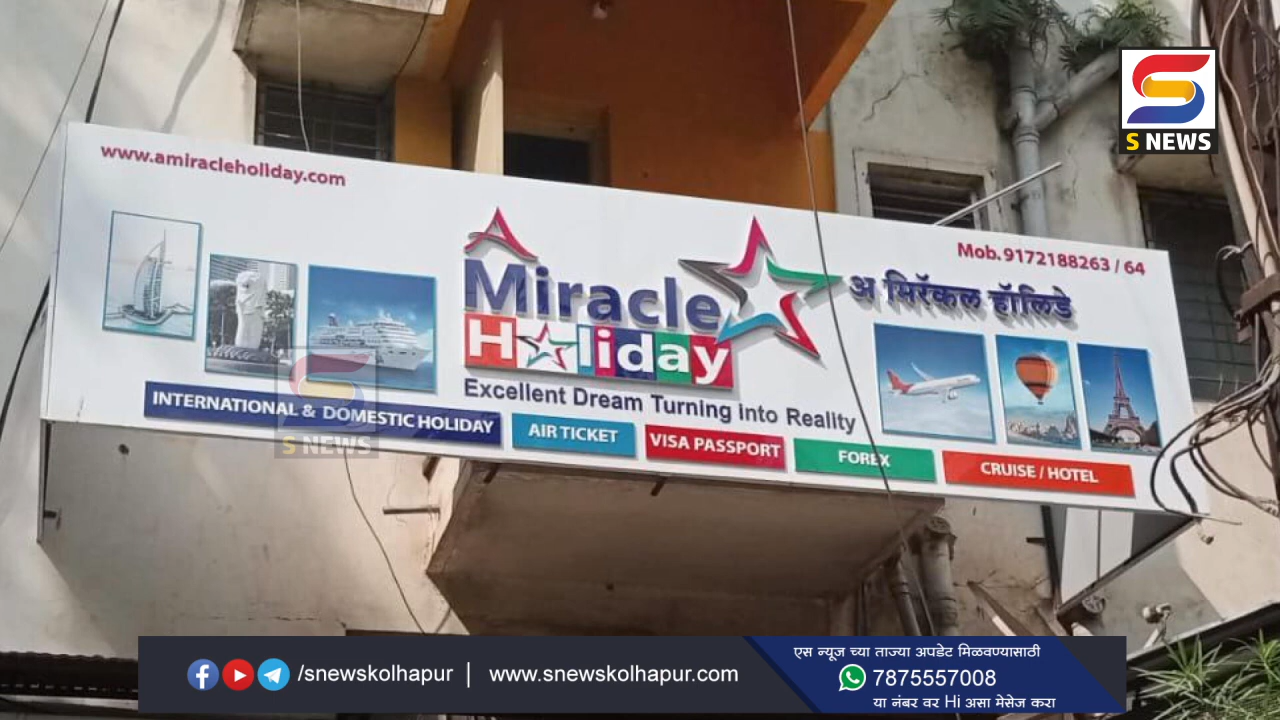 S NEWS
www.amiracleholiday.com
Mob. 9172188263 / 64
A
Miracle
Holiday
अ मिरॅकल हॉलिडे
Excellent Dream Turning into Reality
INTERNATIONAL & DOMESTIC HOLIDAY
AIR TICKET
VISA PASSPORT
FOREX
CRUISE / HOTEL
S NEWS
/snewskolhapur | www.snewskolhapur.com
एस न्यूज च्या ताज्या अपडेट मिळवण्यासाठी
7875557008
या नंबर वर Hi असा मेसेज करा